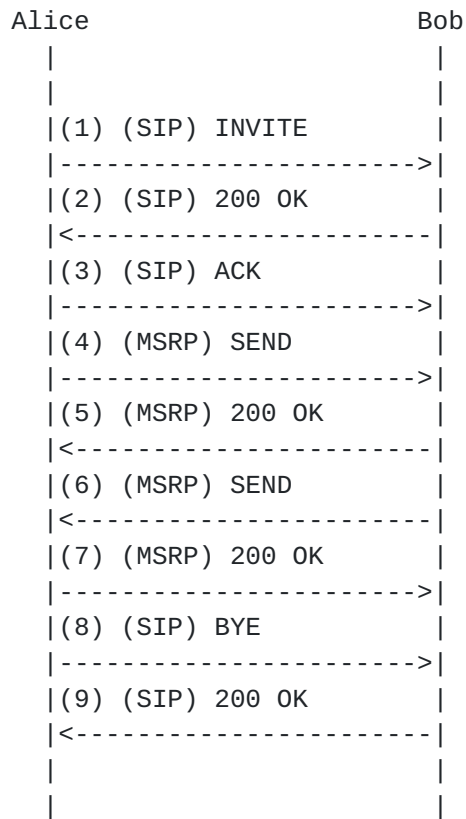 Alice                     Bob
  |                        |
  |                        |
  |(1) (SIP) INVITE        |
  |----------------------->|
  |(2) (SIP) 200 OK        |
  |<-----------------------|
  |(3) (SIP) ACK           |
  |----------------------->|
  |(4) (MSRP) SEND         |
  |----------------------->|
  |(5) (MSRP) 200 OK       |
  |<-----------------------|
  |(6) (MSRP) SEND         |
  |<-----------------------|
  |(7) (MSRP) 200 OK       |
  |----------------------->|
  |(8) (SIP) BYE           |
  |----------------------->|
  |(9) (SIP) 200 OK        |
  |<-----------------------|
  |                        |
  |                        |